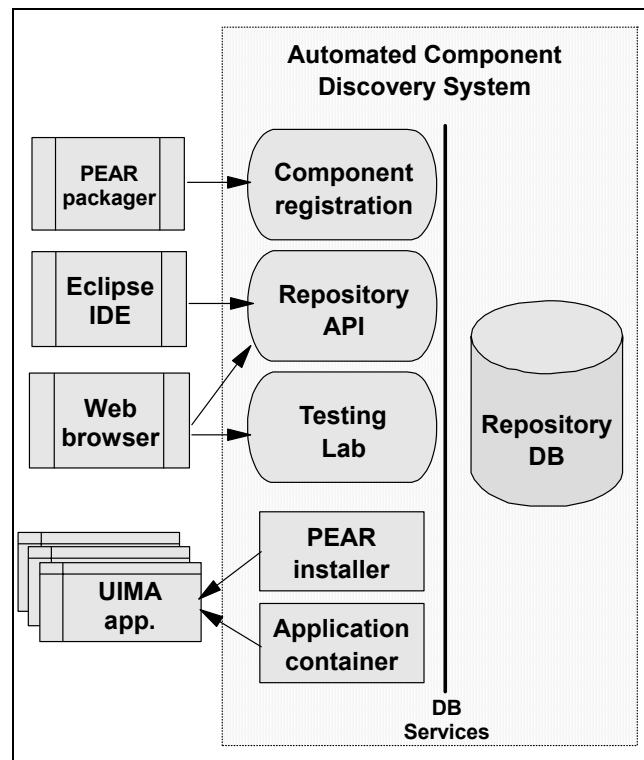 Automated Component
Discovery System
PEAR
packager
Component
registration
Eclipse
IDE
Repository
API
Web
browser
Testing
Lab
Repository
DB
UIMA
app.
PEAR
installer
Application
container
DB
Services